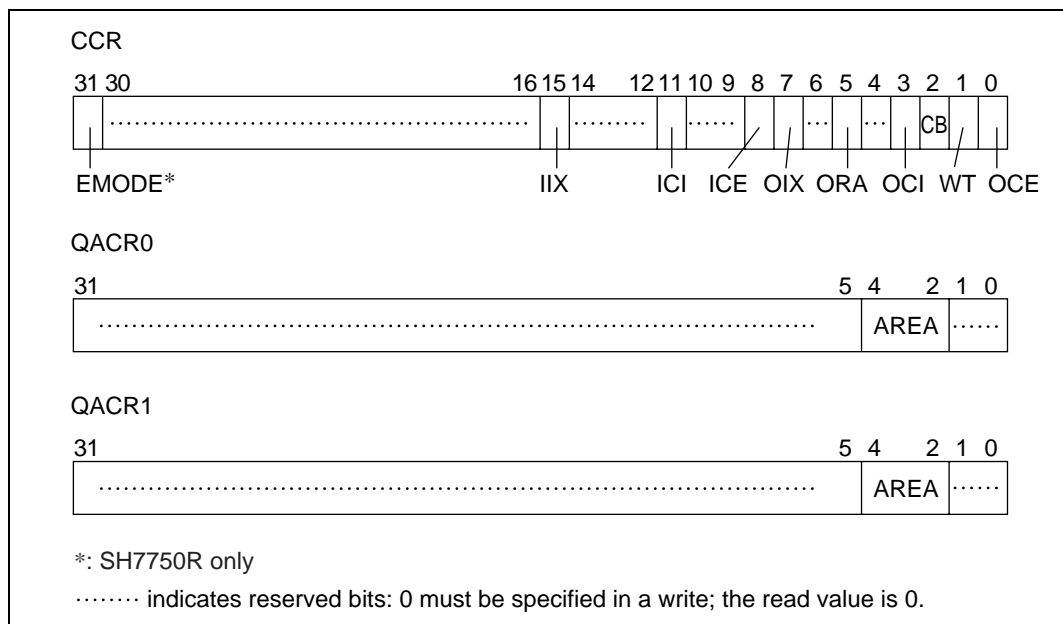 CCR
31 30 16 15 14 12 11 10 9 8 7 6 5 4 3 2 1 0
CB
EMODE* IIX ICI ICE OIX ORA OCI WT OCE
QACR0
31 5 4 2 1 0
AREA
QACR1
31 5 4 2 1 0
AREA
*: SH7750R only
········ indicates reserved bits: 0 must be specified in a write; the read value is 0.